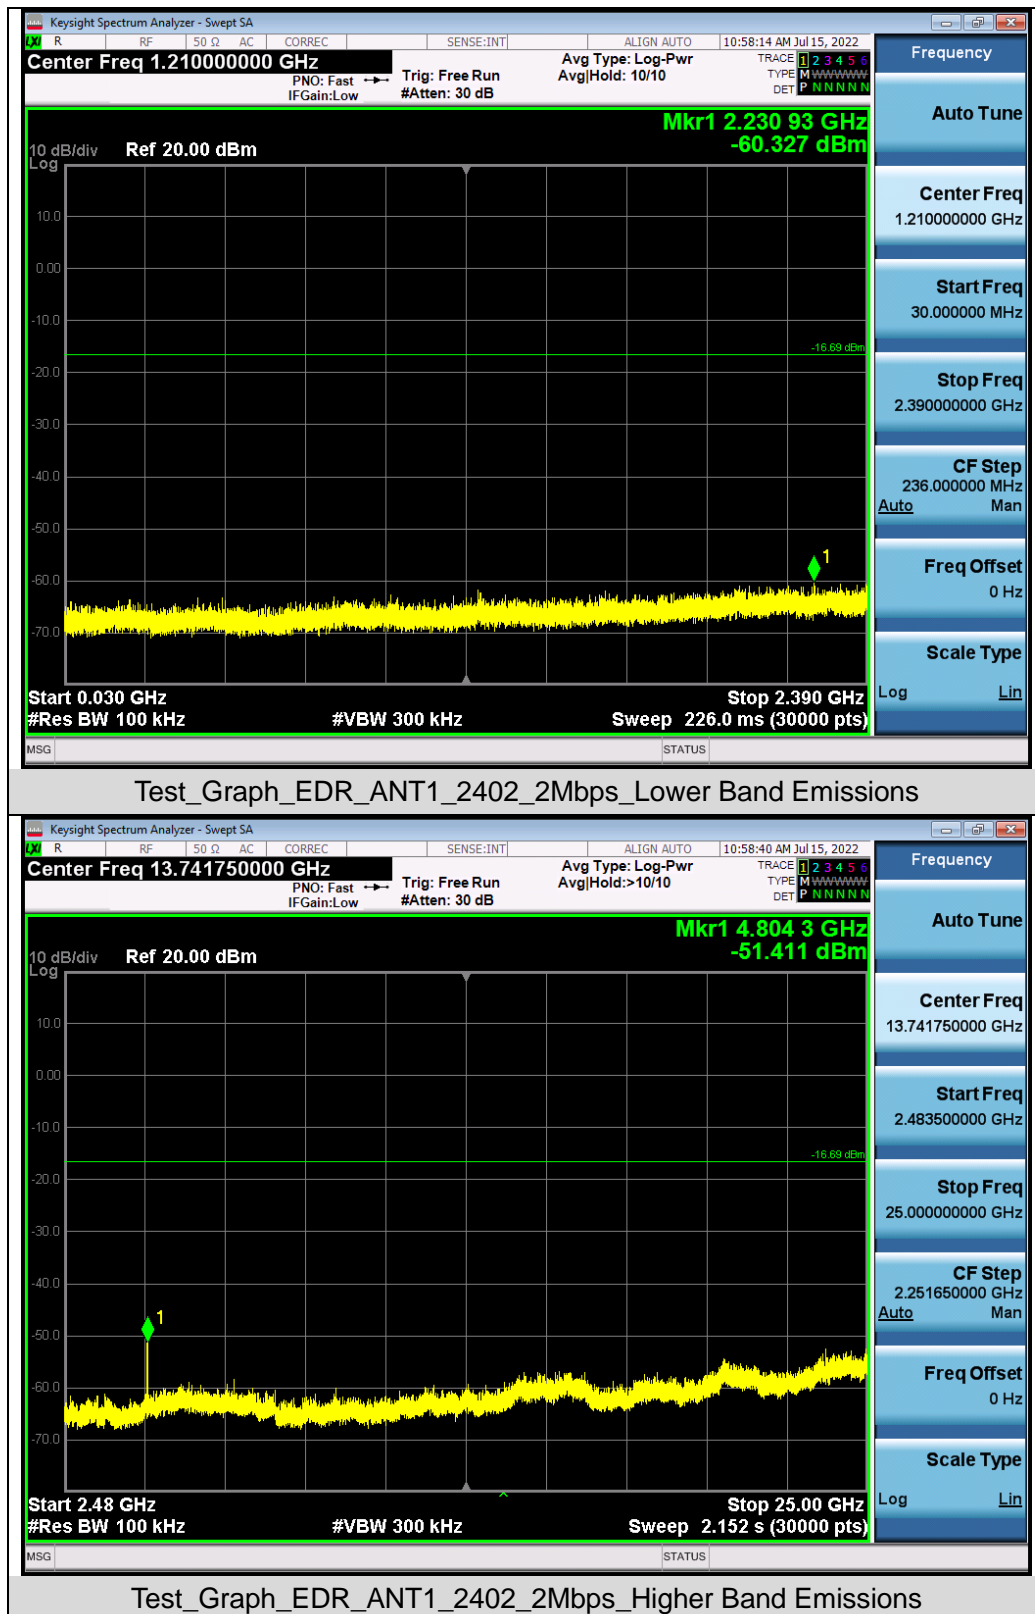 Keysight Spectrum Analyzer - Swept SA
LXI R RF 50 Ω AC CORREC SENSE:INT ALIGN AUTO 10:58:14 AM Jul 15, 2022
Center Freq 1.210000000 GHz
PNO: Fast
IFGain:Low
Trig: Free Run
#Atten: 30 dB
Avg Type: Log-Pwr
Avg|Hold: 10/10
TRACE 1 2 3 4 5 6
TYPE M WWWWW
DET P N N N N N
Mkr1 2.230 93 GHz
-60.327 dBm
10 dB/div Ref 20.00 dBm
Log
10.0
0.00
-10.0
-16.69 dBm
-20.0
-30.0
-40.0
-50.0
1
-60.0
-70.0
Start 0.030 GHz Stop 2.390 GHz
#Res BW 100 kHz #VBW 300 kHz Sweep 226.0 ms (30000 pts)
MSG STATUS
Frequency
Auto Tune
Center Freq
1.210000000 GHz
Start Freq
30.000000 MHz
Stop Freq
2.390000000 GHz
CF Step
236.000000 MHz
Auto Man
Freq Offset
0 Hz
Scale Type
Log Lin
Test_Graph_EDR_ANT1_2402_2Mbps_Lower Band Emissions
Keysight Spectrum Analyzer - Swept SA
LXI R RF 50 Ω AC CORREC SENSE:INT ALIGN AUTO 10:58:40 AM Jul 15, 2022
Center Freq 13.741750000 GHz
PNO: Fast
IFGain:Low
Trig: Free Run
#Atten: 30 dB
Avg Type: Log-Pwr
Avg|Hold:>10/10
TRACE 1 2 3 4 5 6
TYPE M WWWWW
DET P N N N N N
Mkr1 4.804 3 GHz
-51.411 dBm
10 dB/div Ref 20.00 dBm
Log
10.0
0.00
-10.0
-16.69 dBm
-20.0
-30.0
-40.0
1
-50.0
-60.0
-70.0
Start 2.48 GHz Stop 25.00 GHz
#Res BW 100 kHz #VBW 300 kHz Sweep 2.152 s (30000 pts)
MSG STATUS
Frequency
Auto Tune
Center Freq
13.741750000 GHz
Start Freq
2.483500000 GHz
Stop Freq
25.000000000 GHz
CF Step
2.251650000 GHz
Auto Man
Freq Offset
0 Hz
Scale Type
Log Lin
Test_Graph_EDR_ANT1_2402_2Mbps_Higher Band Emissions